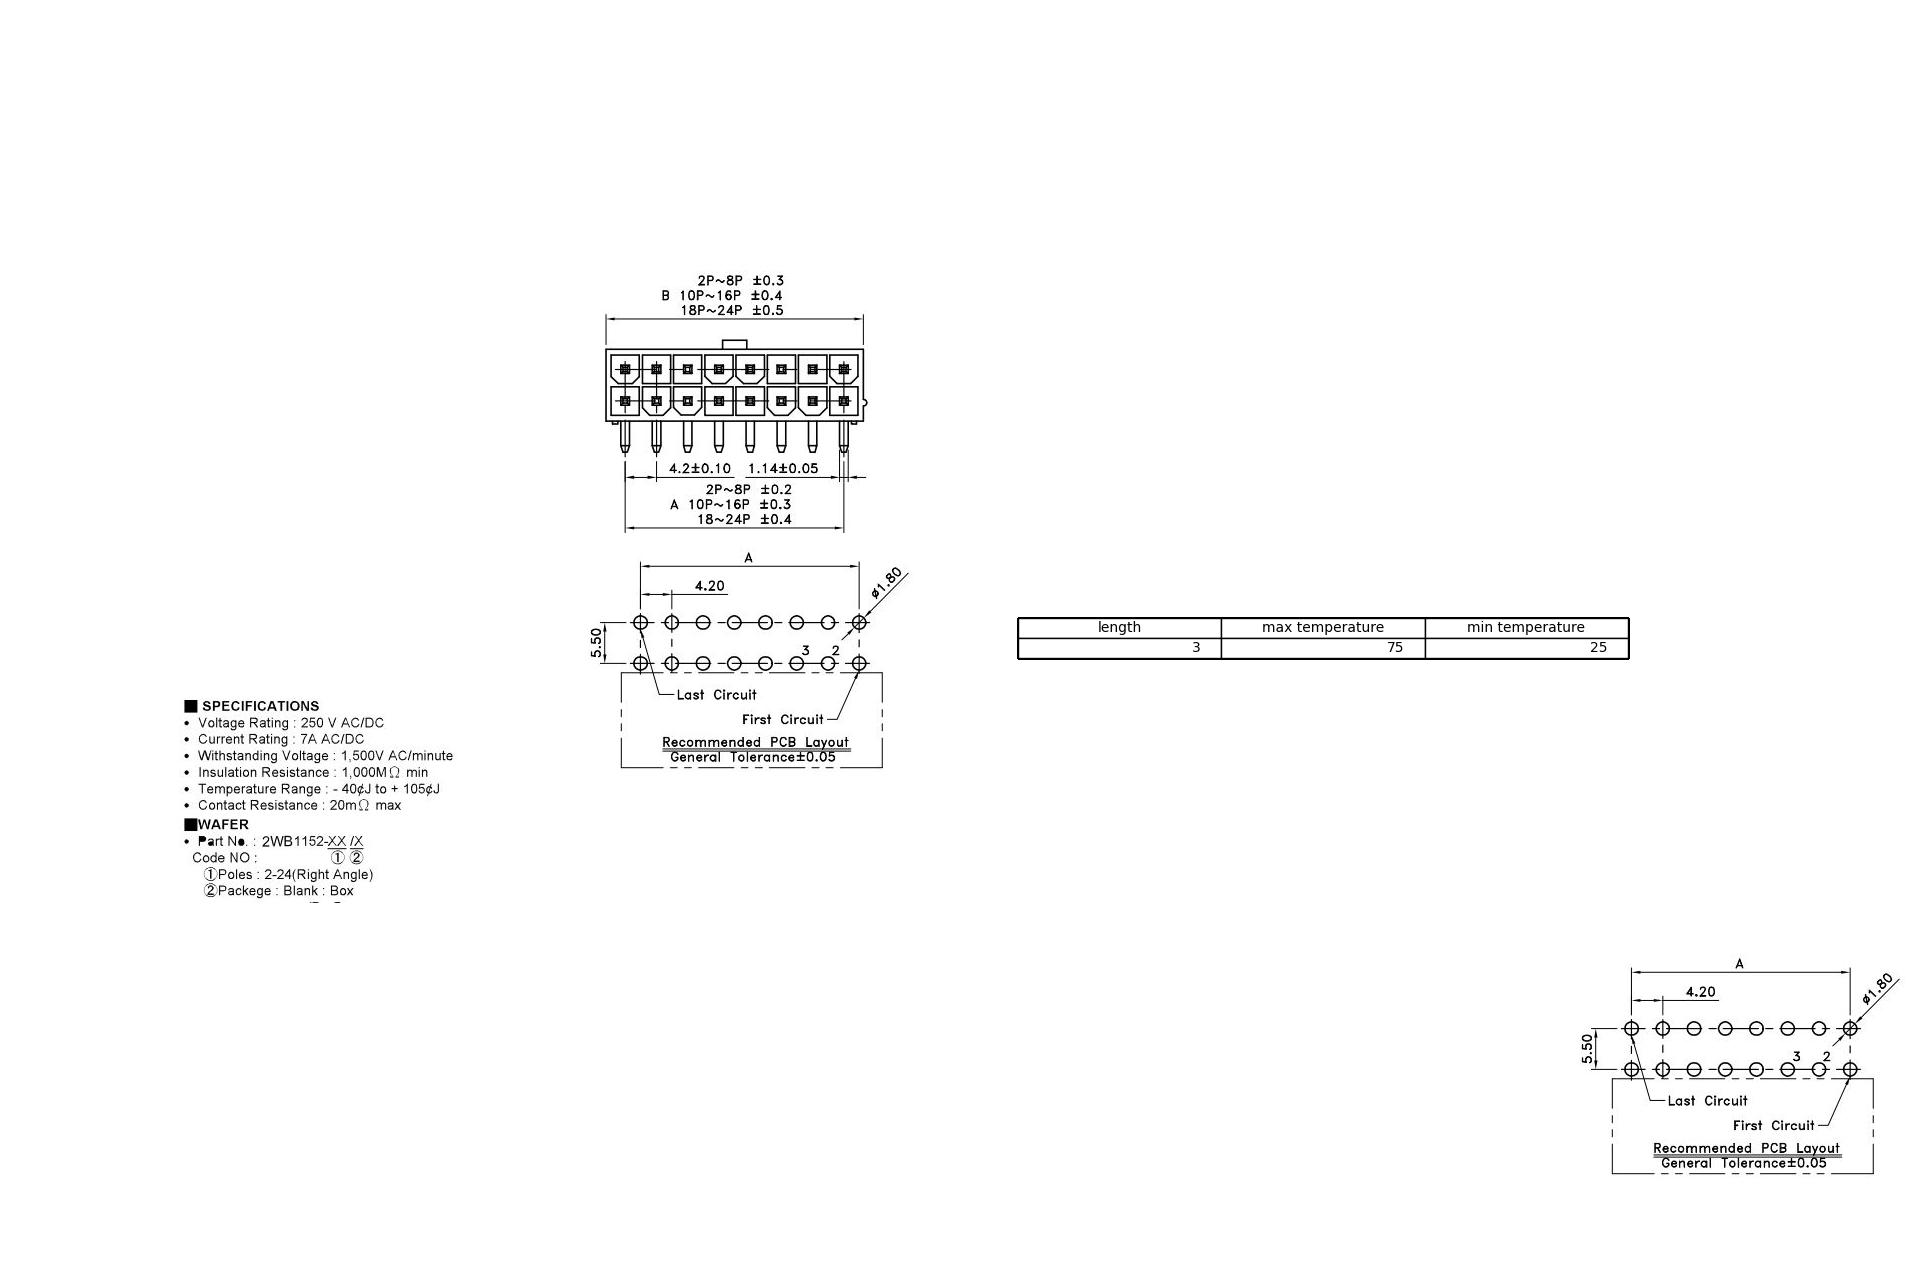 2P~8P ±0.3
B 10P~16P ±0.4
18P~24P ±0.5
4.2±0.10 1.14±0.05
2P~8P ±0.2
A 10P~16P ±0.3
18~24P ±0.4
A
4.20
ø1.80
5.50
3 2
Last Circuit
First Circuit
Recommended PCB Layout
General Tolerance±0.05
length max temperature min temperature
3 75 25
■ SPECIFICATIONS
• Voltage Rating : 250 V AC/DC
• Current Rating : 7A AC/DC
• Withstanding Voltage : 1,500V AC/minute
• Insulation Resistance : 1,000MΩ min
• Temperature Range : - 40¢J to + 105¢J
• Contact Resistance : 20mΩ max
■WAFER
• Part No. : 2WB1152-XX /X
Code NO : ① ②
①Poles : 2-24(Right Angle)
②Packege : Blank : Box
A
4.20
ø1.80
5.50
3 2
Last Circuit
First Circuit
Recommended PCB Layout
General Tolerance±0.05